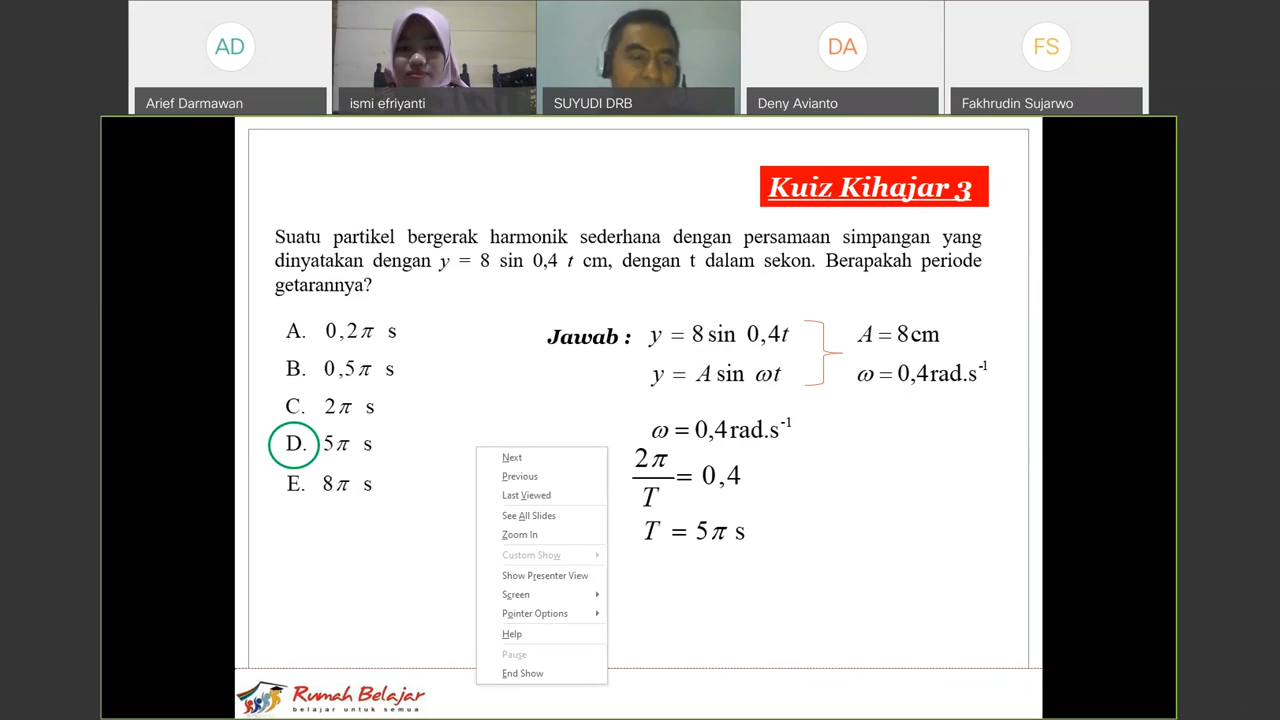 AD
DA
FS
Arief Darmawan
ismi efriyanti
SUYUDI DRB
Deny Avianto
Fakhrudin Sujarwo
Kuiz Kihajar 3
Suatu partikel bergerak harmonik sederhana dengan persamaan simpangan yang
dinyatakan dengan y = 8 sin 0,4 t cm, dengan t dalam sekon. Berapakah periode
getarannya?
A. 0,2π s
B. 0,5π s
C. 2π s
D. 5π s
E. 8π s
Jawab : y = 8 sin 0,4t
y = A sin ωt
A = 8cm
ω = 0,4rad.s-1
ω = 0,4rad.s-1
2π/T = 0,4
T = 5π s
Next
Previous
Last Viewed
See All Slides
Zoom In
Custom Show
Show Presenter View
Screen
Pointer Options
Help
Pause
End Show
Rumah Belajar
belajar untuk semua